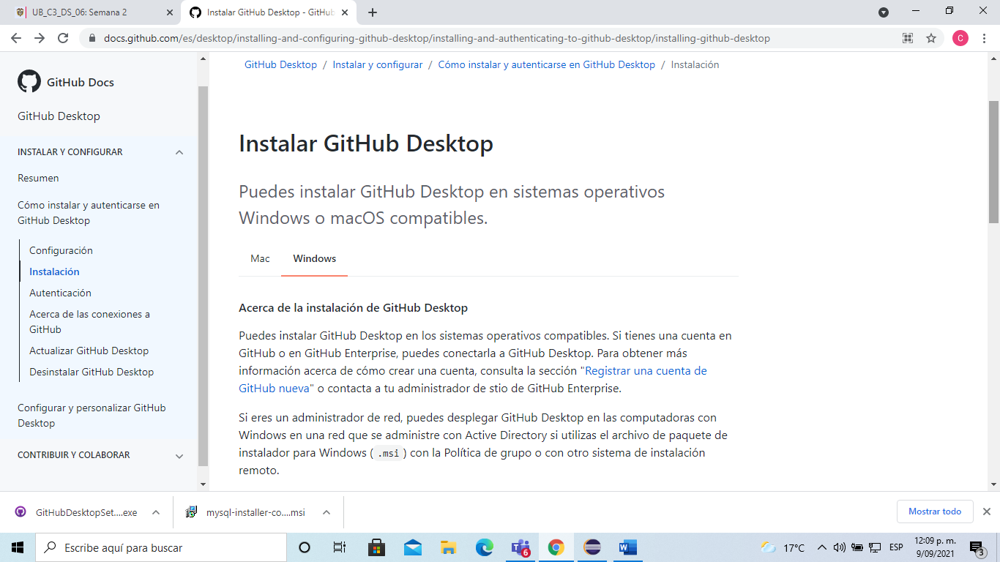 UB_C3_DS_06: Semana 2
Instalar GitHub Desktop - GitHub
docs.github.com/es/desktop/installing-and-configuring-github-desktop/installing-and-authenticating-to-github-desktop/installing-github-desktop
C
GitHub Docs
GitHub Desktop
INSTALAR Y CONFIGURAR
Resumen
Cómo instalar y autenticarse en
GitHub Desktop
Configuración
Instalación
Autenticación
Acerca de las conexiones a
GitHub
Actualizar GitHub Desktop
Desinstalar GitHub Desktop
Configurar y personalizar GitHub
Desktop
CONTRIBUIR Y COLABORAR
GitHub Desktop / Instalar y configurar / Cómo instalar y autenticarse en GitHub Desktop / Instalación
Instalar GitHub Desktop
Puedes instalar GitHub Desktop en sistemas operativos
Windows o macOS compatibles.
Mac Windows
Acerca de la instalación de GitHub Desktop
Puedes instalar GitHub Desktop en los sistemas operativos compatibles. Si tienes una cuenta en
GitHub o en GitHub Enterprise, puedes conectarla a GitHub Desktop. Para obtener más
información acerca de cómo crear una cuenta, consulta la sección "Registrar una cuenta de
GitHub nueva" o contacta a tu administrador de stio de GitHub Enterprise.
Si eres un administrador de red, puedes desplegar GitHub Desktop en las computadoras con
Windows en una red que se administre con Active Directory si utilizas el archivo de paquete de
instalador para Windows ( .msi ) con la Política de grupo o con otro sistema de instalación
remoto.
GitHubDesktopSet....exe
mysql-installer-co....msi
Mostrar todo
Escribe aquí para buscar
6
W
17°C
ESP
12:09 p. m.
9/09/2021
3